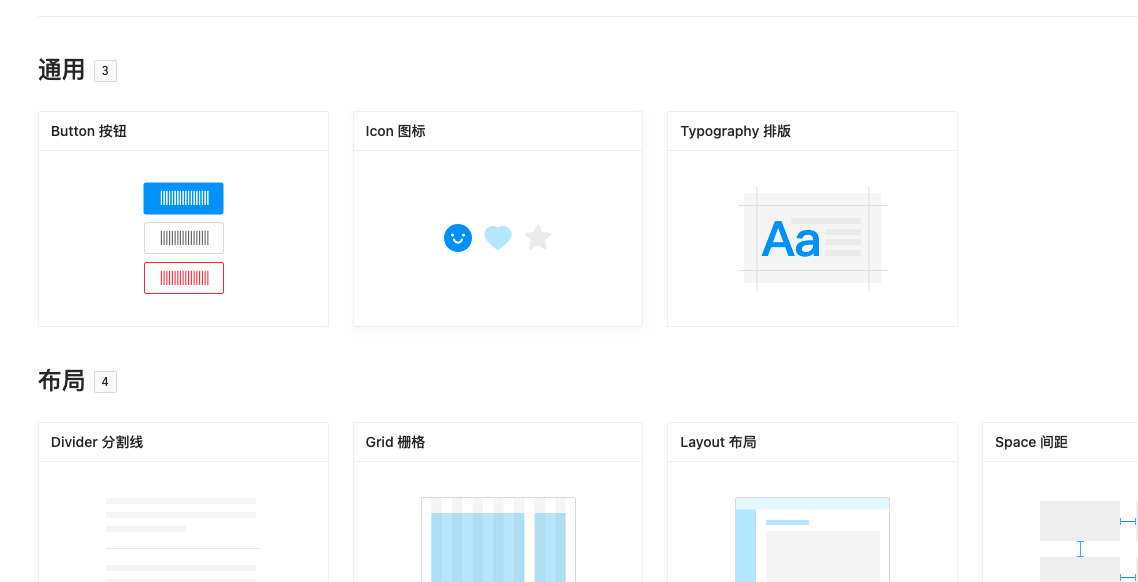 通用 3
Button 按钮
Icon 图标
Typography 排版
Aa
布局 4
Divider 分割线
Grid 栅格
Layout 布局
Space 间距